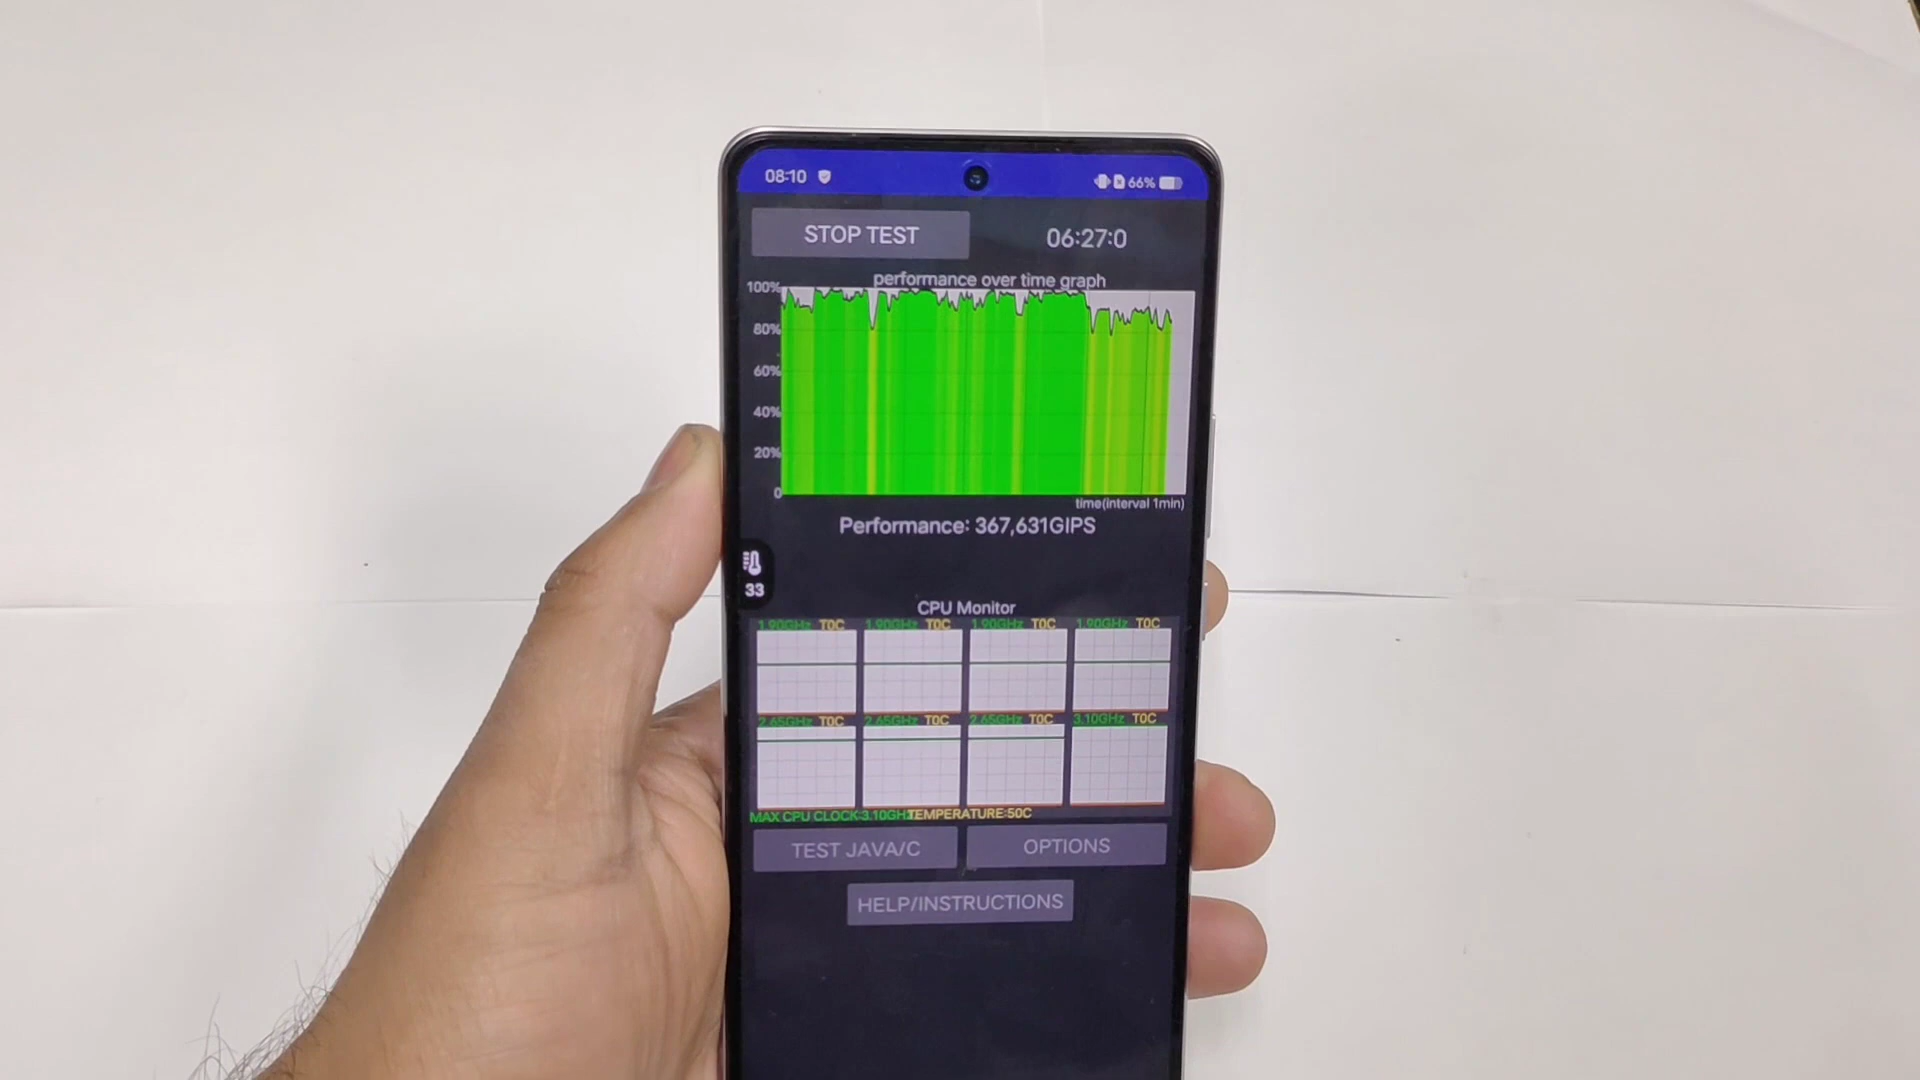 08:10 66%
STOP TEST 06:27:0
performance over time graph
100%
80%
60%
40%
20%
0
time(interval 1min)
Performance: 367,631GIPS
33
CPU Monitor
1.90GHz T0C 1.90GHz T0C 1.90GHz T0C 1.90GHz T0C
2.65GHz T0C 2.65GHz T0C 2.65GHz T0C 3.10GHz T0C
MAX CPU CLOCK:3.10GHz TEMPERATURE:50C
TEST JAVA/C OPTIONS
HELP/INSTRUCTIONS